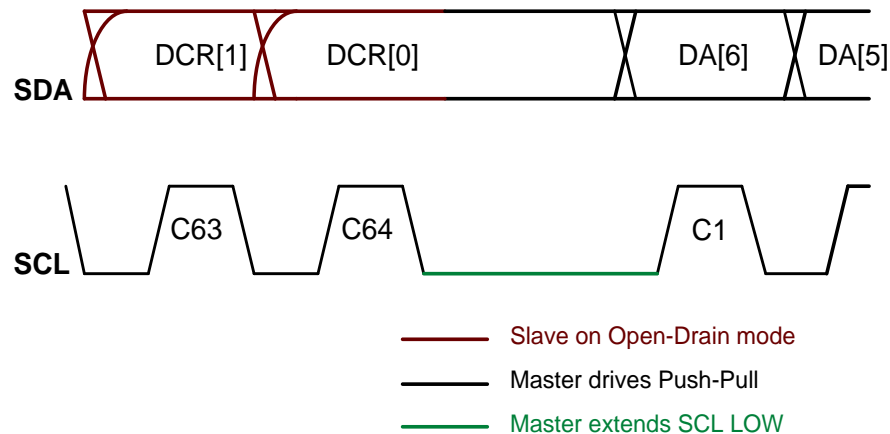 DCR[1] DCR[0] DA[6] DA[5]
SDA
C63 C64 C1
SCL
Slave on Open-Drain mode
Master drives Push-Pull
Master extends SCL LOW